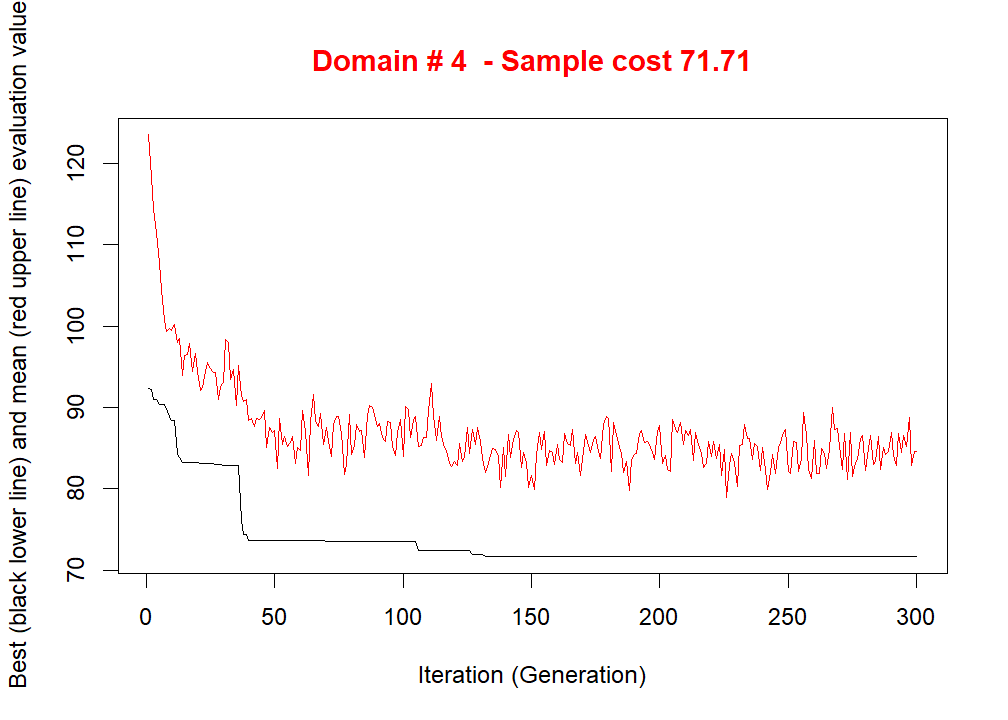 Domain # 4  - Sample cost 71.71
Best (black lower line) and mean (red upper line) evaluation value
120
110
100
90
80
70
0 50 100 150 200 250 300
Iteration (Generation)